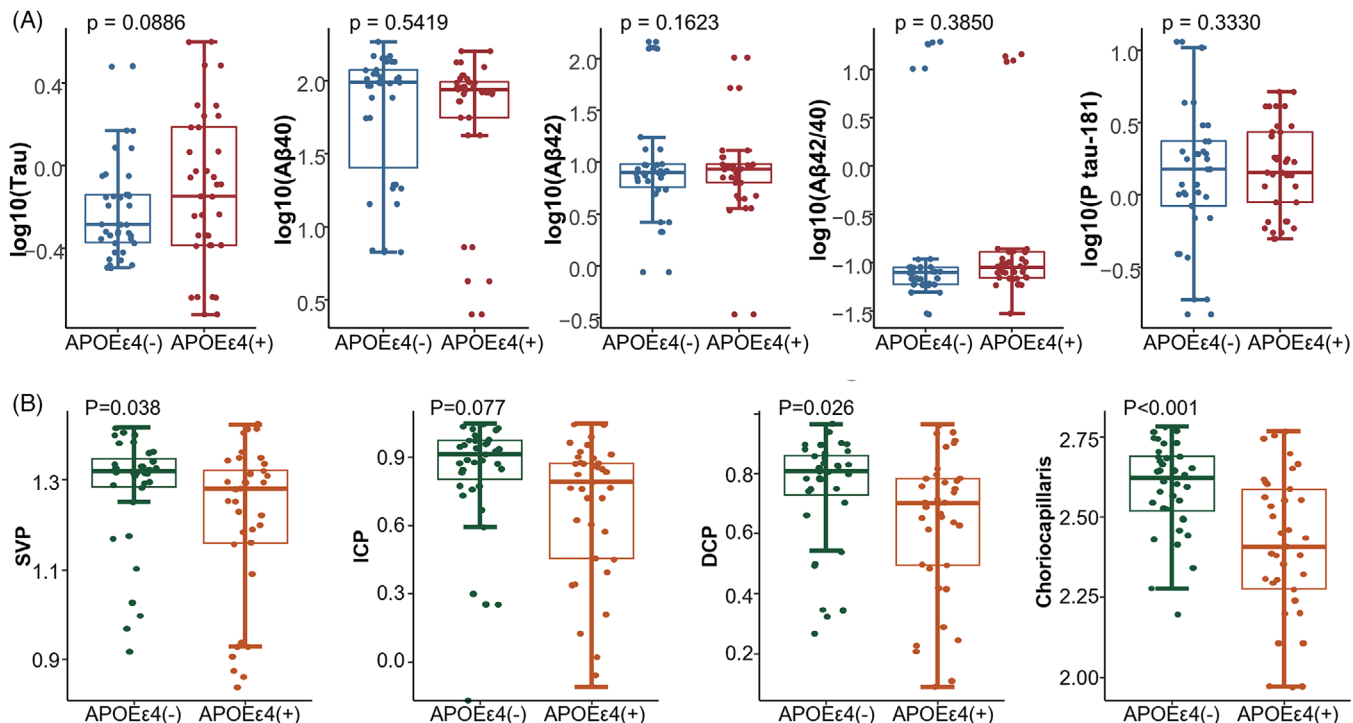 (A)
p = 0.0886
log10(Tau)
0.4
0.0
−0.4
APOEε4(-) APOEε4(+)
p = 0.5419
log10(Aβ40)
2.0
1.5
1.0
0.5
APOEε4(-) APOEε4(+)
p = 0.1623
log10(Aβ42)
2.0
1.5
1.0
0.5
0.0
−0.5
APOEε4(-) APOEε4(+)
p = 0.3850
log10(Aβ42/40)
1.0
0.5
0.0
−0.5
−1.0
−1.5
APOEε4(-) APOEε4(+)
p = 0.3330
log10(P tau-181)
1.0
0.5
0.0
−0.5
APOEε4(-) APOEε4(+)
(B)
P=0.038
SVP
1.3
1.1
0.9
APOEε4(-) APOEε4(+)
P=0.077
ICP
0.9
0.6
0.3
0.0
APOEε4(-) APOEε4(+)
P=0.026
DCP
0.8
0.6
0.4
0.2
APOEε4(-) APOEε4(+)
P<0.001
Choriocapillaris
2.75
2.50
2.25
2.00
APOEε4(-) APOEε4(+)